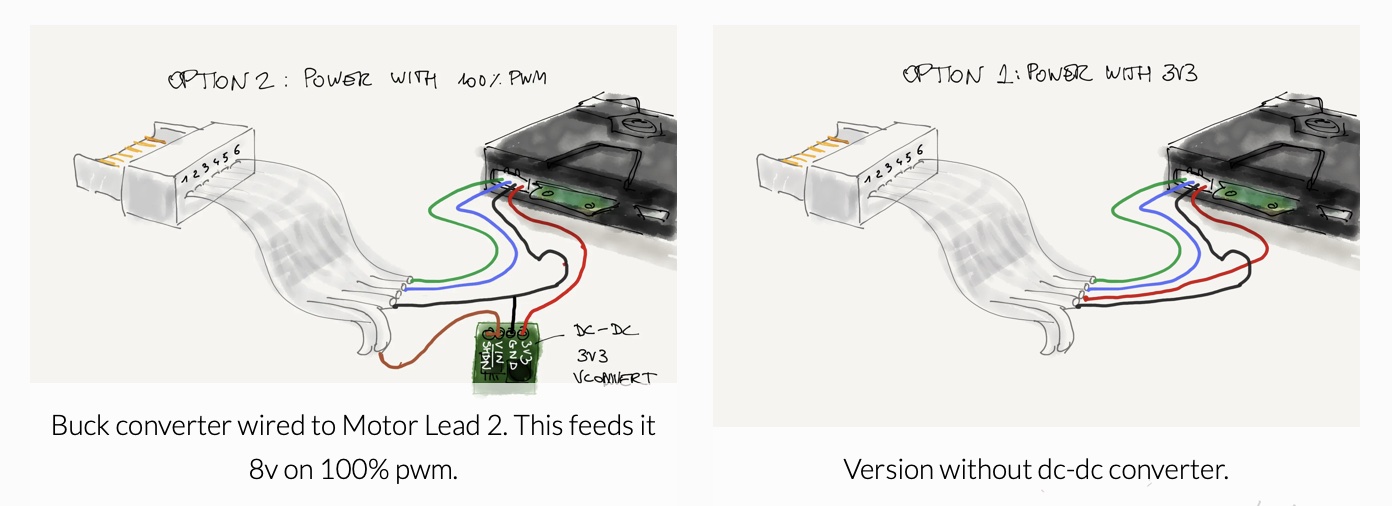 OPTION 2: POWER WITH 100% PWM
1 2 3 4 5 6
SHDN
VIN
GND
3V3
DC-DC
3V3
VCONVERT
Buck converter wired to Motor Lead 2. This feeds it
8v on 100% pwm.
OPTION 1: POWER WITH 3V3
1 2 3 4 5 6
Version without dc-dc converter.